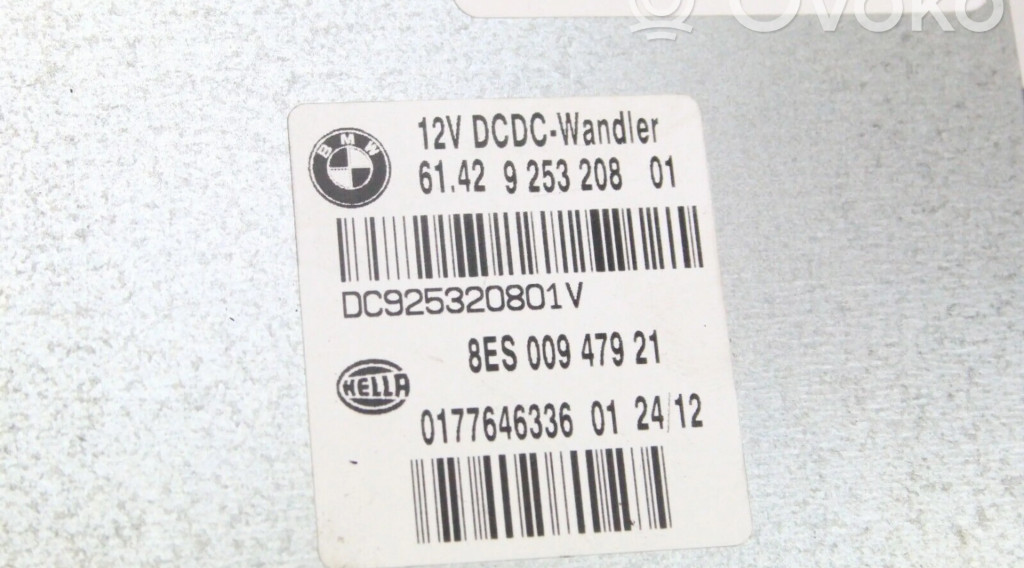 Ovoko
BMW
12V DCDC-Wandler
61.42 9 253 208 01
DC925320801V
8ES 009 479 21
HELLA
0177646336 01 24/12